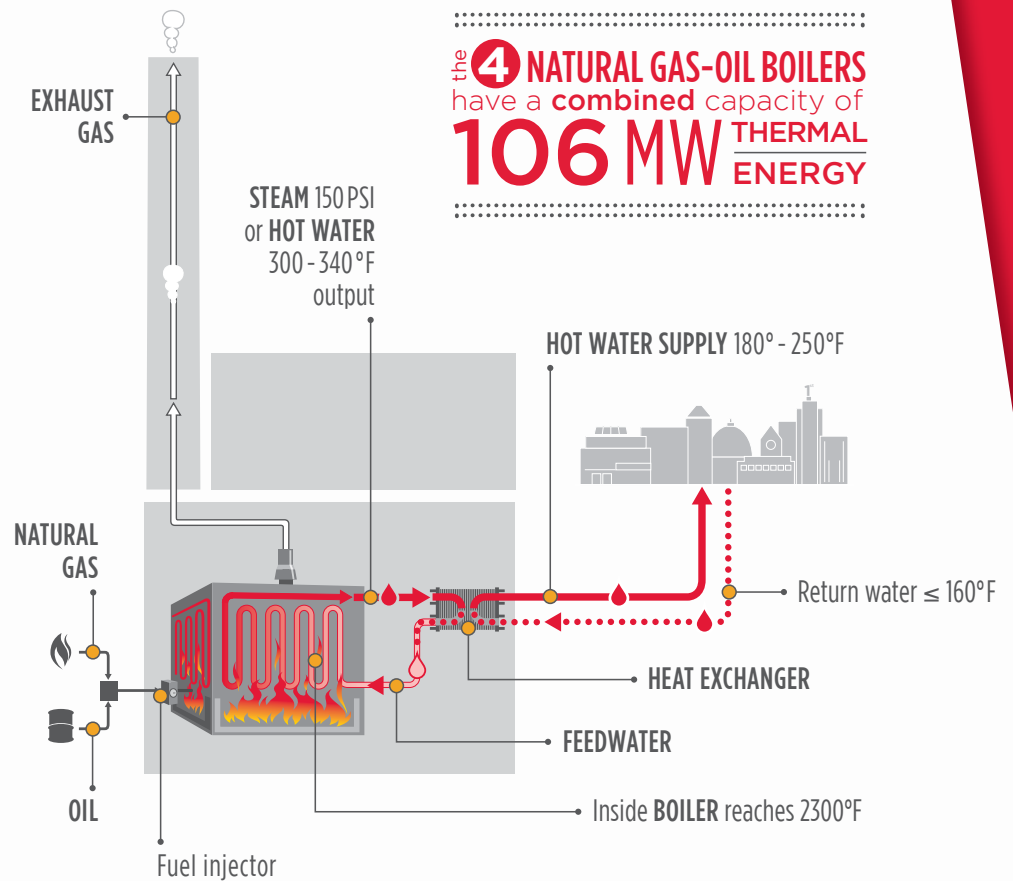 the 4 NATURAL GAS-OIL BOILERS
have a combined capacity of
106 MW THERMAL
ENERGY
EXHAUST
GAS
STEAM 150 PSI
or HOT WATER
300 - 340 °F
output
HOT WATER SUPPLY 180° - 250°F
NATURAL
GAS
Return water ≤ 160°F
HEAT EXCHANGER
FEEDWATER
OIL
Inside BOILER reaches 2300°F
Fuel injector